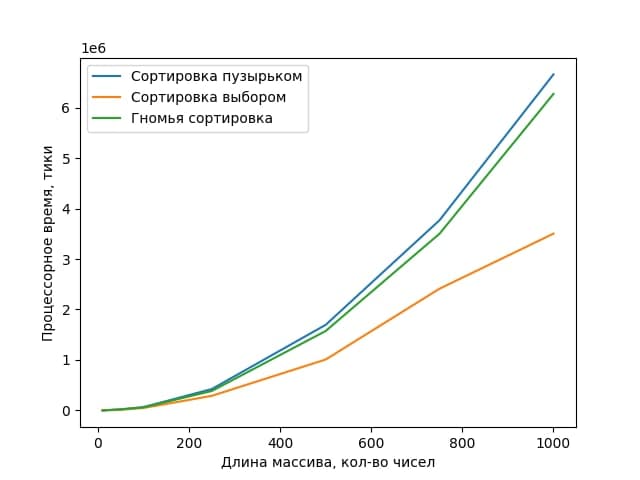 1e6
Сортировка пузырьком
Сортировка выбором
Гномья сортировка
Процессорное время, тики
6
5
4
3
2
1
0
0 200 400 600 800 1000
Длина массива, кол-во чисел